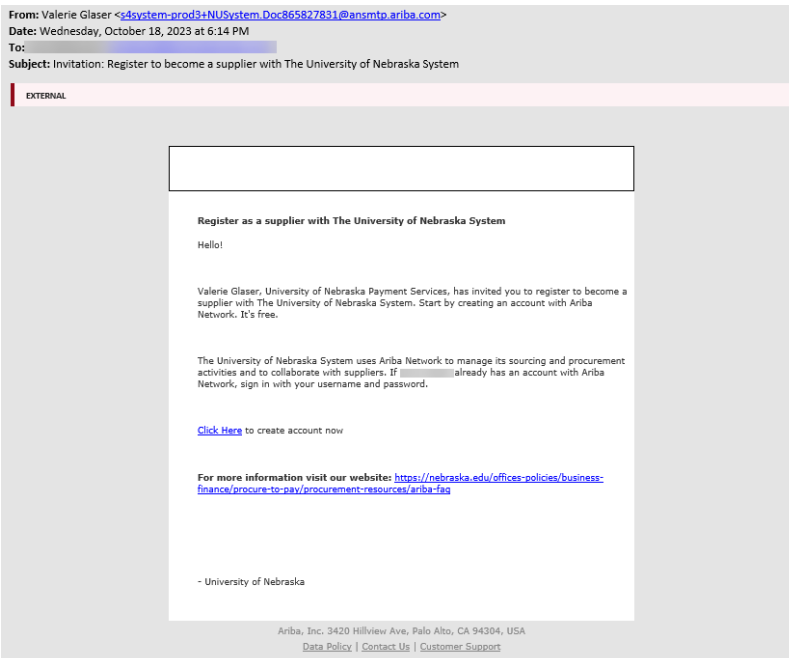 From: Valerie Glaser <s4system-prod3+NUSystem.Doc865827831@ansmtp.ariba.com>
Date: Wednesday, October 18, 2023 at 6:14 PM
To:
Subject: Invitation: Register to become a supplier with The University of Nebraska System
EXTERNAL
Register as a supplier with The University of Nebraska System
Hello!
Valerie Glaser, University of Nebraska Payment Services, has invited you to register to become a
supplier with The University of Nebraska System. Start by creating an account with Ariba
Network. It's free.
The University of Nebraska System uses Ariba Network to manage its sourcing and procurement
activities and to collaborate with suppliers. If already has an account with Ariba
Network, sign in with your username and password.
Click Here to create account now
For more information visit our website: https://nebraska.edu/offices-policies/business-
finance/procure-to-pay/procurement-resources/ariba-faq
- University of Nebraska
Ariba, Inc. 3420 Hillview Ave, Palo Alto, CA 94304, USA
Data Policy | Contact Us | Customer Support